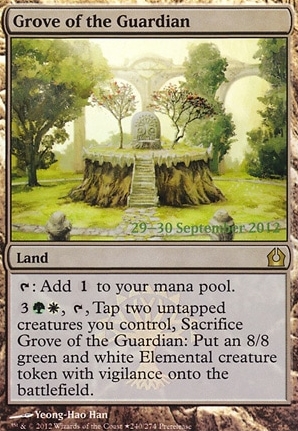 Grove of the Guardian
29–30 September 2012
Land
: Add 1 to your mana pool.
3 , , Tap two untapped
creatures you control, Sacrifice
Grove of the Guardian: Put an 8/8
green and white Elemental creature
token with vigilance onto the
battlefield.
Yeong-Hao Han
™ & © 2012 Wizards of the Coast ★240/274 Prerelease